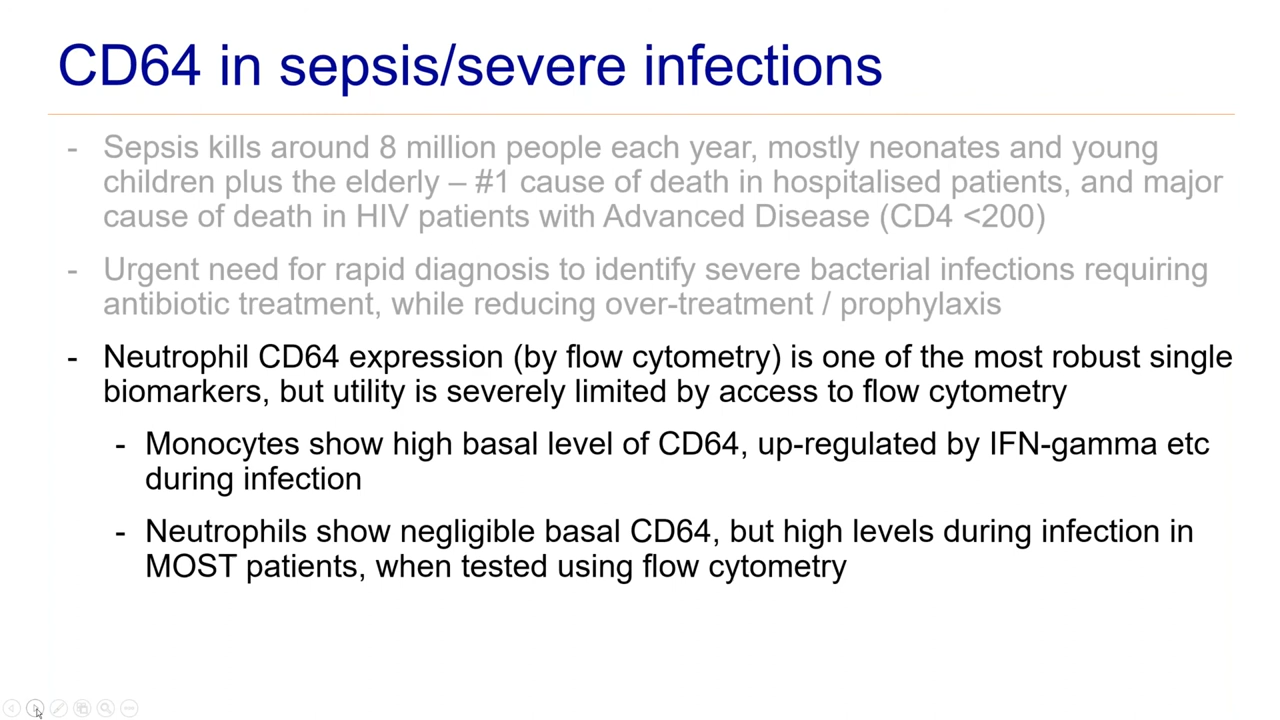 CD64 in sepsis/severe infections
- Sepsis kills around 8 million people each year, mostly neonates and young
children plus the elderly – #1 cause of death in hospitalised patients, and major
cause of death in HIV patients with Advanced Disease (CD4 <200)
- Urgent need for rapid diagnosis to identify severe bacterial infections requiring
antibiotic treatment, while reducing over-treatment / prophylaxis
- Neutrophil CD64 expression (by flow cytometry) is one of the most robust single
biomarkers, but utility is severely limited by access to flow cytometry
- Monocytes show high basal level of CD64, up-regulated by IFN-gamma etc
during infection
- Neutrophils show negligible basal CD64, but high levels during infection in
MOST patients, when tested using flow cytometry